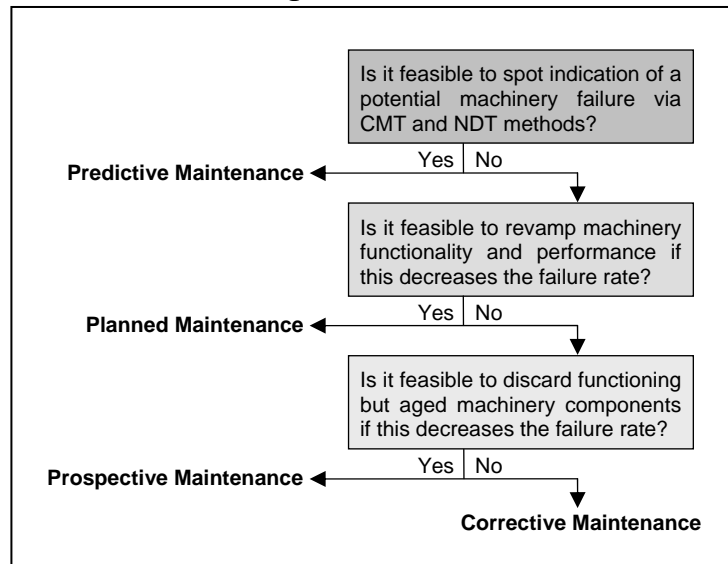 Is it feasible to spot indication of a
potential machinery failure via
CMT and NDT methods?
Yes No
Predictive Maintenance
Is it feasible to revamp machinery
functionality and performance if
this decreases the failure rate?
Yes No
Planned Maintenance
Is it feasible to discard functioning
but aged machinery components
if this decreases the failure rate?
Yes No
Prospective Maintenance
Corrective Maintenance